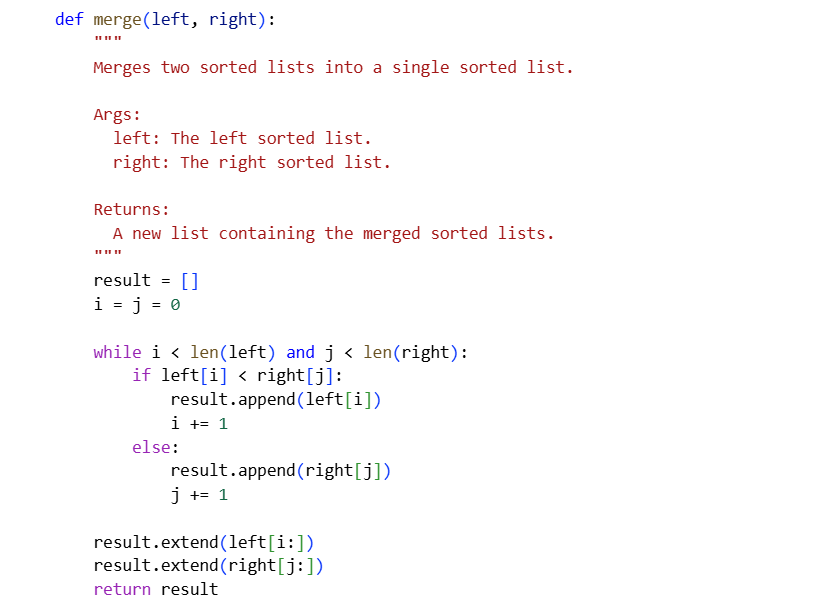 def merge(left, right):
    """
    Merges two sorted lists into a single sorted list.

    Args:
      left: The left sorted list.
      right: The right sorted list.

    Returns:
      A new list containing the merged sorted lists.
    """
    result = []
    i = j = 0

    while i < len(left) and j < len(right):
        if left[i] < right[j]:
            result.append(left[i])
            i += 1
        else:
            result.append(right[j])
            j += 1

    result.extend(left[i:])
    result.extend(right[j:])
    return result